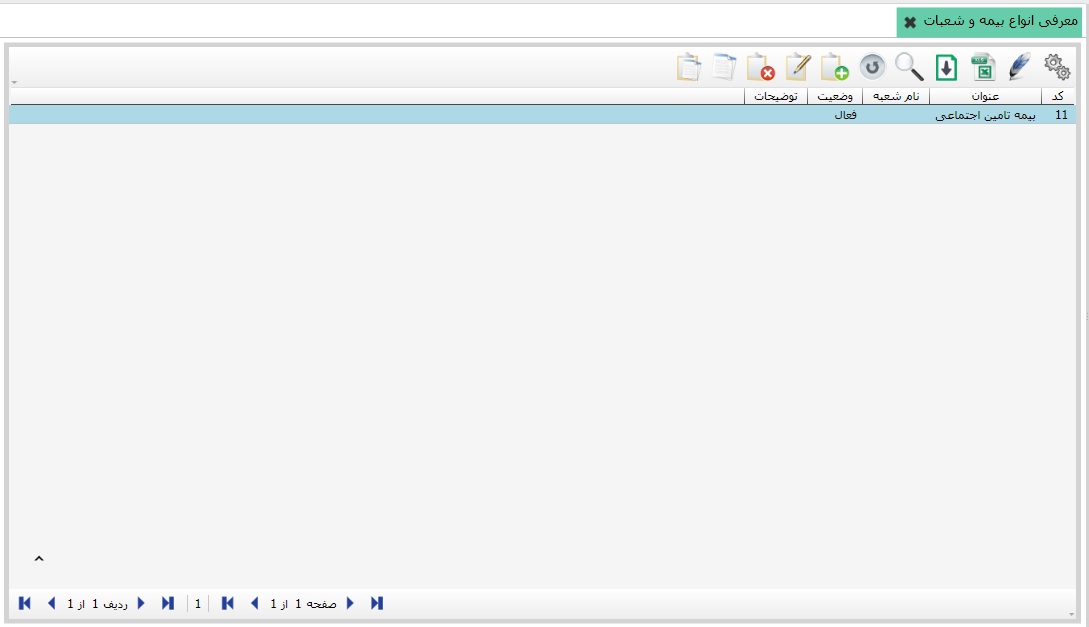 معرفی انواع بیمه و شعبات
کد عنوان نام شعبه وضعیت توضیحات
11 بیمه تامین اجتماعی فعال
صفحه 1 از 1 1 ردیف 1 از 1